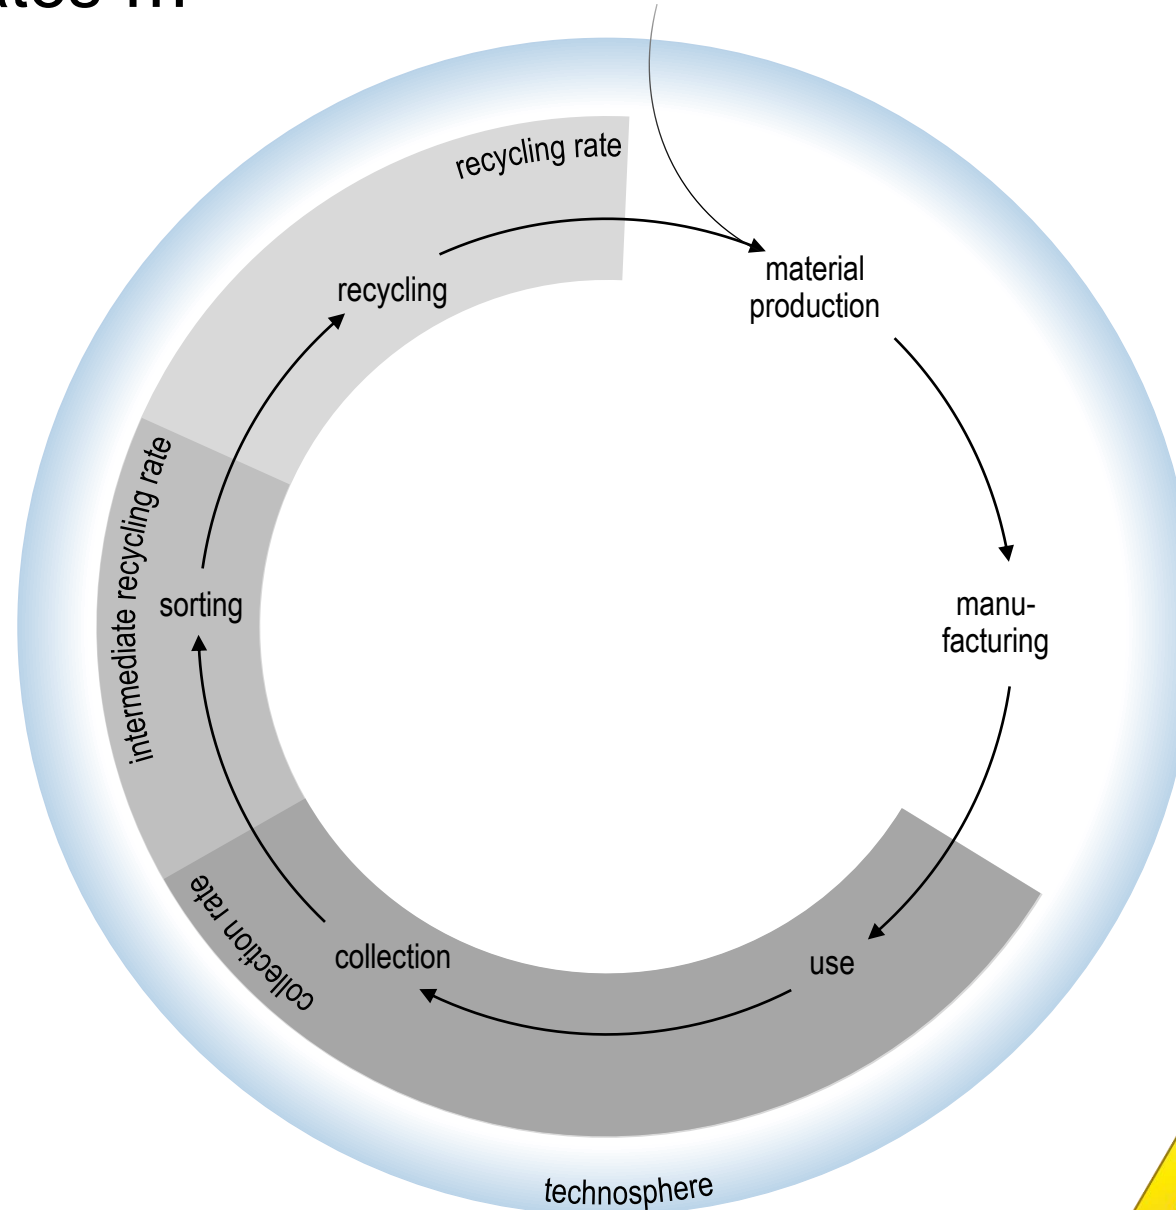 recycling rate
material
production
recycling
intermediate recycling rate
sorting
manu-
facturing
collection rate
collection
use
technosphere